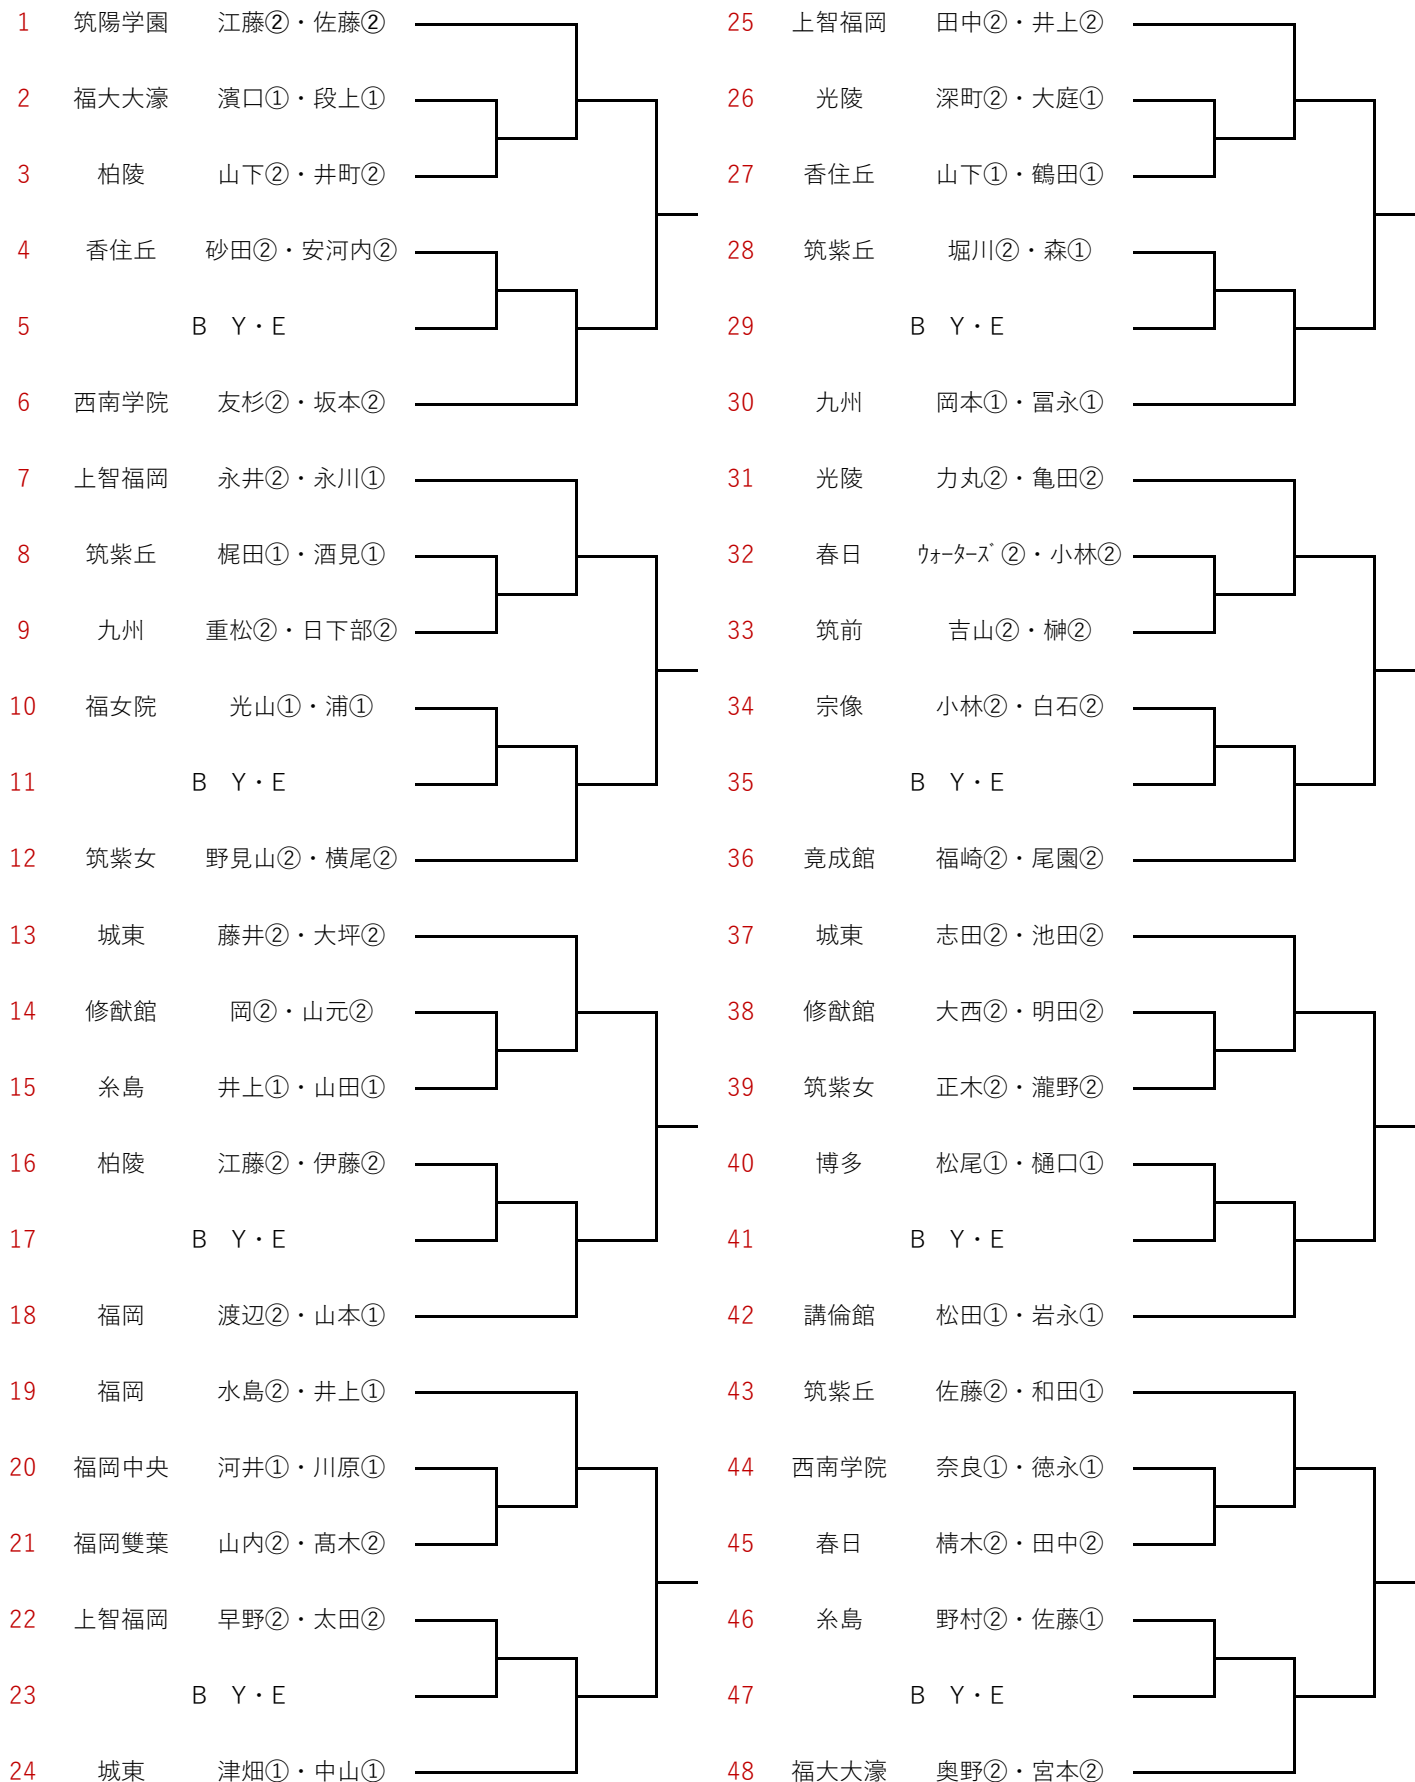 1 筑陽学園 江藤②・佐藤②
2 福大大濠 濱口①・段上①
3 柏陵 山下②・井町②
4 香住丘 砂田②・安河内②
5 B Y・E
6 西南学院 友杉②・坂本②
7 上智福岡 永井②・永川①
8 筑紫丘 梶田①・酒見①
9 九州 重松②・日下部②
10 福女院 光山①・浦①
11 B Y・E
12 筑紫女 野見山②・横尾②
13 城東 藤井②・大坪②
14 修猷館 岡②・山元②
15 糸島 井上①・山田①
16 柏陵 江藤②・伊藤②
17 B Y・E
18 福岡 渡辺②・山本①
19 福岡 水島②・井上①
20 福岡中央 河井①・川原①
21 福岡雙葉 山内②・髙木②
22 上智福岡 早野②・太田②
23 B Y・E
24 城東 津畑①・中山①
25 上智福岡 田中②・井上②
26 光陵 深町②・大庭①
27 香住丘 山下①・鶴田①
28 筑紫丘 堀川②・森①
29 B Y・E
30 九州 岡本①・冨永①
31 光陵 力丸②・亀田②
32 春日 ｳｫｰﾀｰｽﾞ②・小林②
33 筑前 吉山②・榊②
34 宗像 小林②・白石②
35 B Y・E
36 竟成館 福崎②・尾園②
37 城東 志田②・池田②
38 修猷館 大西②・明田②
39 筑紫女 正木②・瀧野②
40 博多 松尾①・樋口①
41 B Y・E
42 講倫館 松田①・岩永①
43 筑紫丘 佐藤②・和田①
44 西南学院 奈良①・徳永①
45 春日 棈木②・田中②
46 糸島 野村②・佐藤①
47 B Y・E
48 福大大濠 奥野②・宮本②